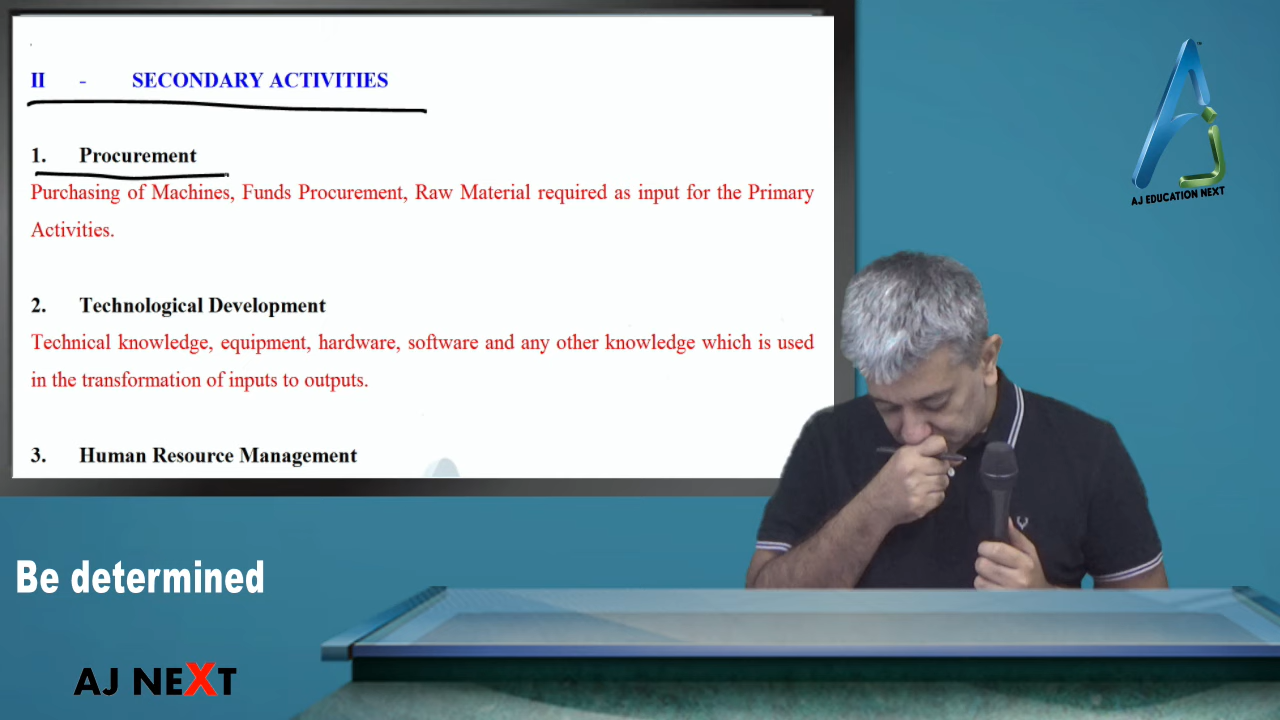 II - SECONDARY ACTIVITIES
1. Procurement
Purchasing of Machines, Funds Procurement, Raw Material required as input for the Primary
Activities.
2. Technological Development
Technical knowledge, equipment, hardware, software and any other knowledge which is used
in the transformation of inputs to outputs.
3. Human Resource Management
AJ EDUCATION NEXT
Be determined
AJ NEXT